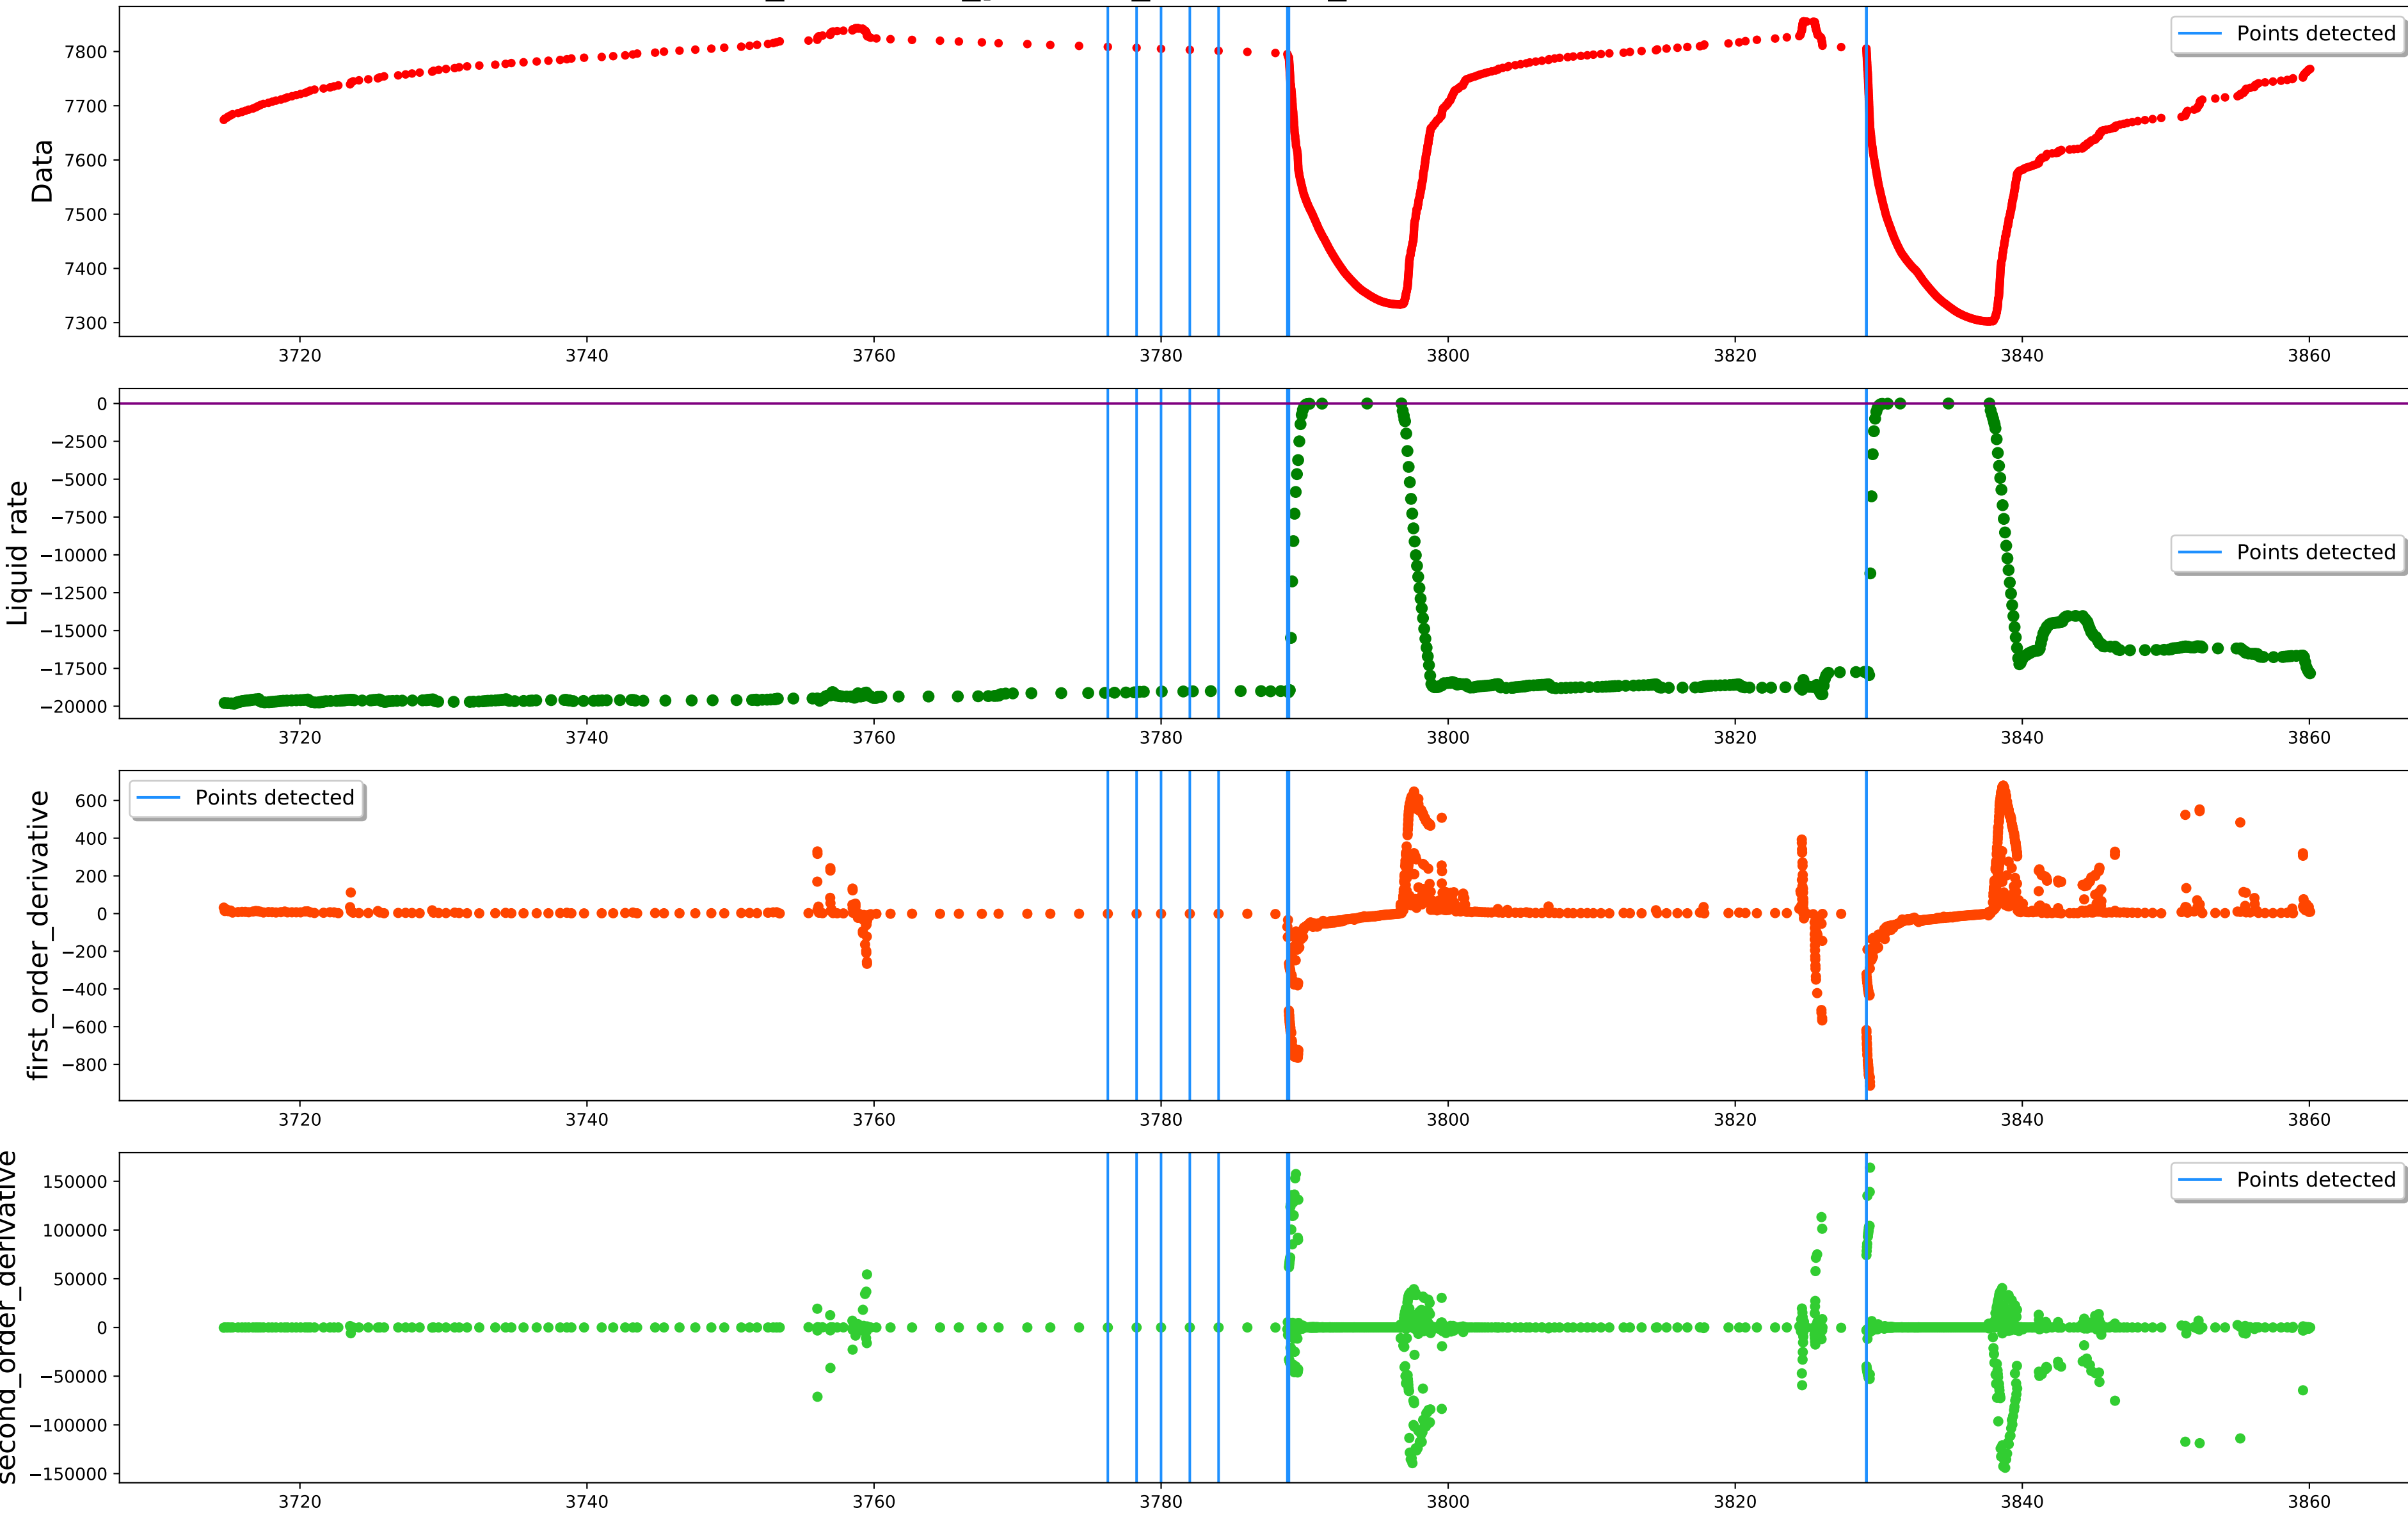 7800
7700
7600
7500
7400
7300
Data
Points detected
3720 3740 3760 3780 3800 3820 3840 3860
0
−2500
−5000
−7500
−10000
−12500
−15000
−17500
−20000
Liquid rate
Points detected
3720 3740 3760 3780 3800 3820 3840 3860
600
400
200
0
−200
−400
−600
−800
first_order_derivative
Points detected
3720 3740 3760 3780 3800 3820 3840 3860
150000
100000
50000
0
−50000
−100000
−150000
second_order_derivative
Points detected
3720 3740 3760 3780 3800 3820 3840 3860